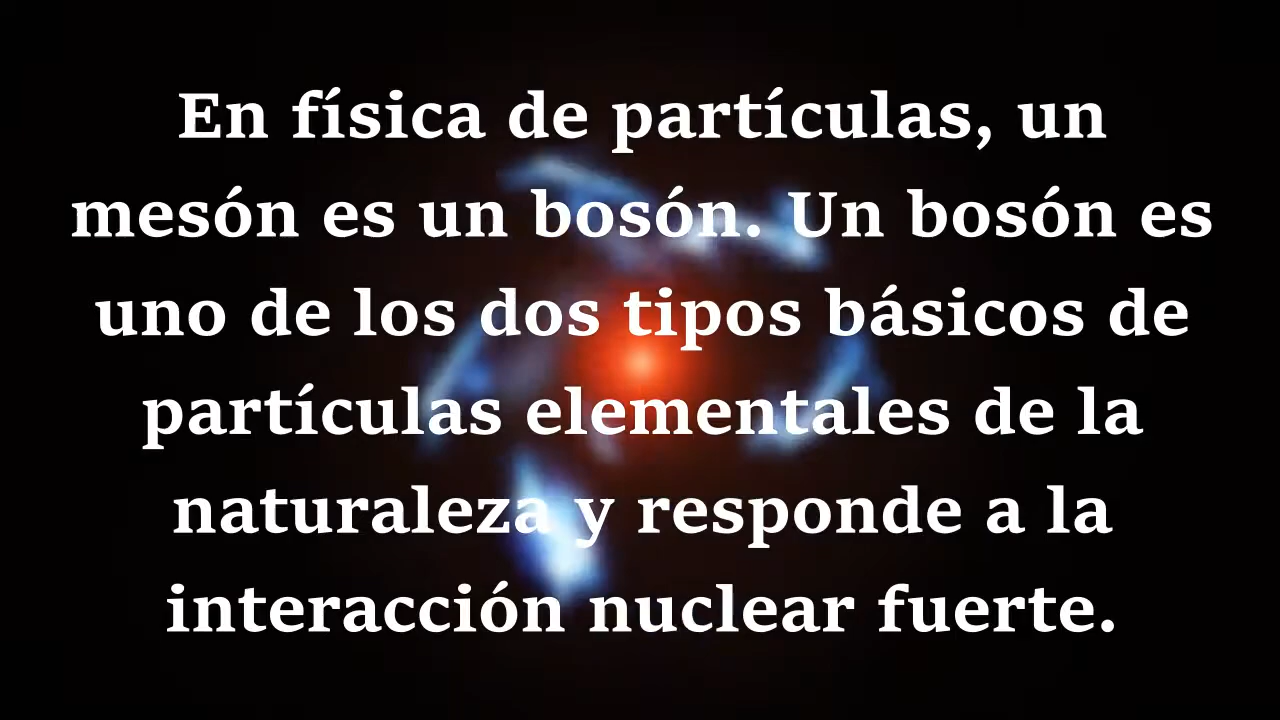 En física de partículas, un
mesón es un bosón. Un bosón es
uno de los dos tipos básicos de
partículas elementales de la
naturaleza y responde a la
interacción nuclear fuerte.